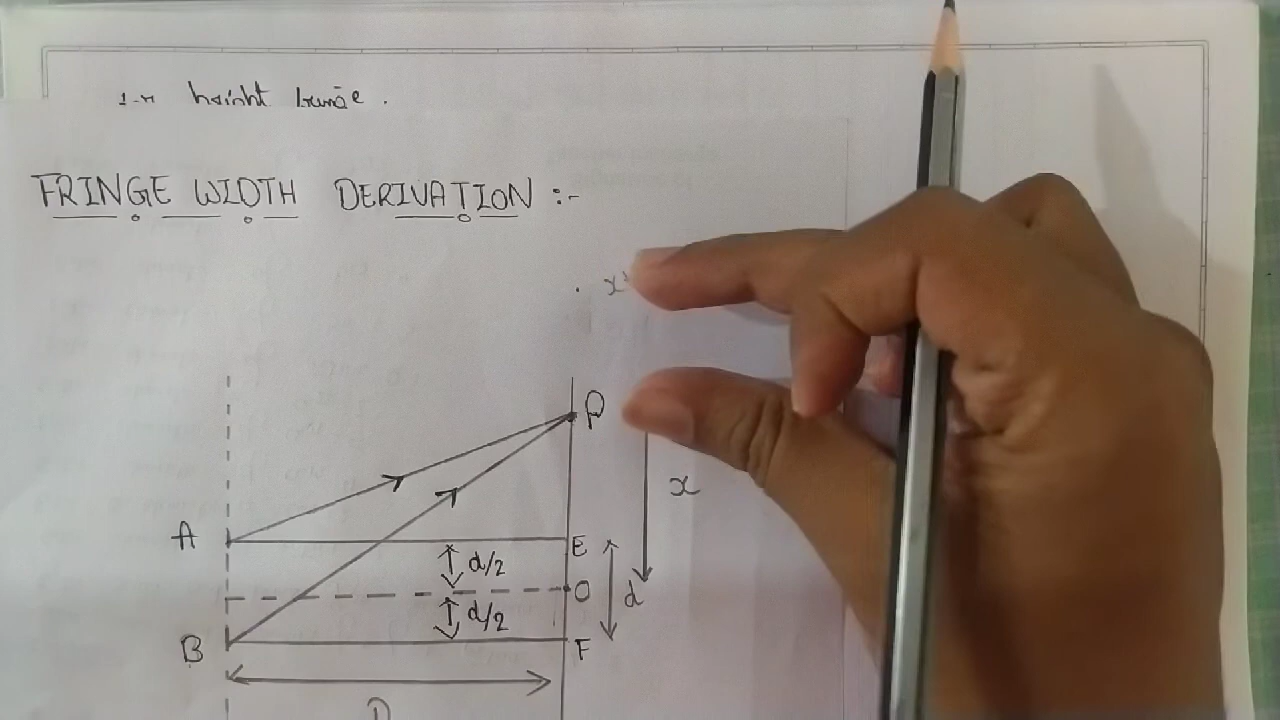 FRINGE WIDTH DERIVATION :-
x'
P
x
A
E
d/2
O
d
d/2
B
F
D